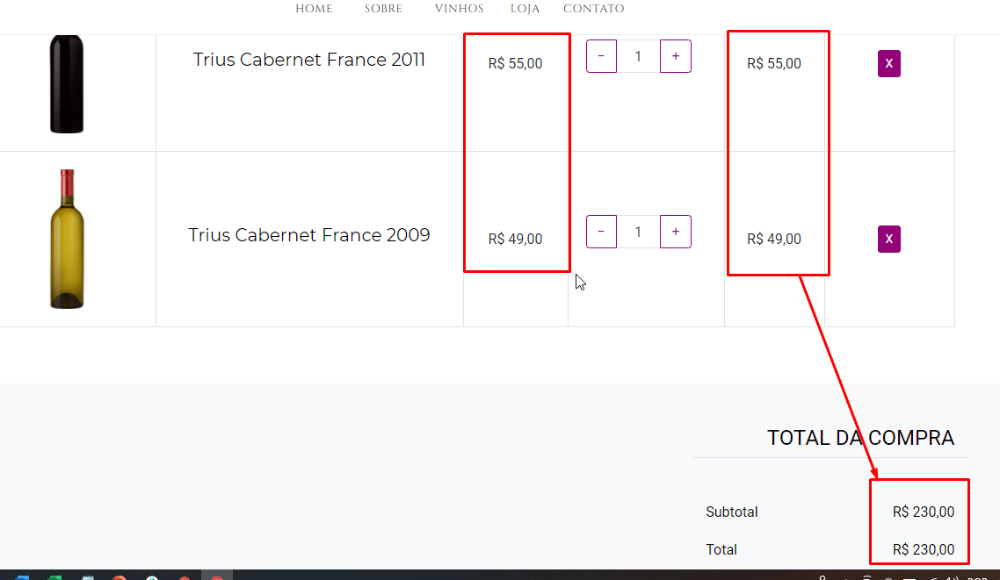 HOME SOBRE VINHOS LOJA CONTATO
Trius Cabernet France 2011 R$ 55,00 - 1 + R$ 55,00 X
Trius Cabernet France 2009 R$ 49,00 - 1 + R$ 49,00 X
TOTAL DA COMPRA
Subtotal R$ 230,00
Total R$ 230,00